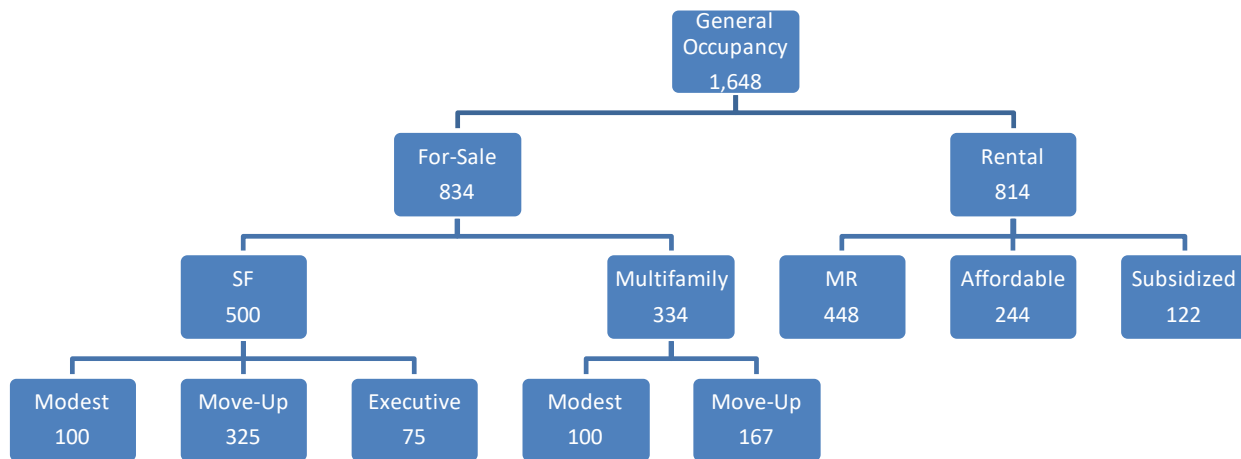 General
Occupancy
1,648
For-Sale
834
Rental
814
SF
500
Multifamily
334
MR
448
Affordable
244
Subsidized
122
Modest
100
Move-Up
325
Executive
75
Modest
100
Move-Up
167